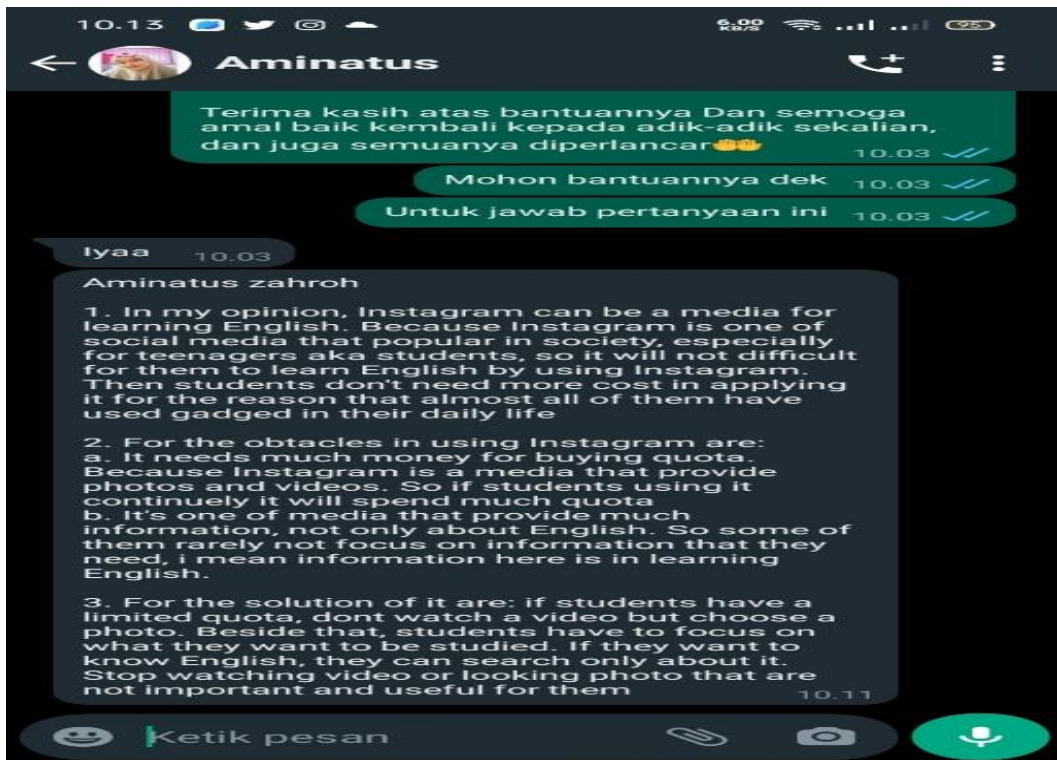 10.13
6.00
KB/S
95
Aminatus
Terima kasih atas bantuannya Dan semoga
amal baik kembali kepada adik-adik sekalian,
dan juga semuanya diperlancar🤲
10.03
Mohon bantuannya dek 10.03
Untuk jawab pertanyaan ini 10.03
Iyaa 10.03
Aminatus zahroh
1. In my opinion, Instagram can be a media for
learning English. Because Instagram is one of
social media that popular in society, especially
for teenagers aka students, so it will not difficult
for them to learn English by using Instagram.
Then students don't need more cost in applying
it for the reason that almost all of them have
used gadged in their daily life
2. For the obtacles in using Instagram are:
a. It needs much money for buying quota.
Because Instagram is a media that provide
photos and videos. So if students using it
continuely it will spend much quota
b. It's one of media that provide much
information, not only about English. So some of
them rarely not focus on information that they
need, i mean information here is in learning
English.
3. For the solution of it are: if students have a
limited quota, dont watch a video but choose a
photo. Beside that, students have to focus on
what they want to be studied. If they want to
know English, they can search only about it.
Stop watching video or looking photo that are
not important and useful for them
10.11
Ketik pesan